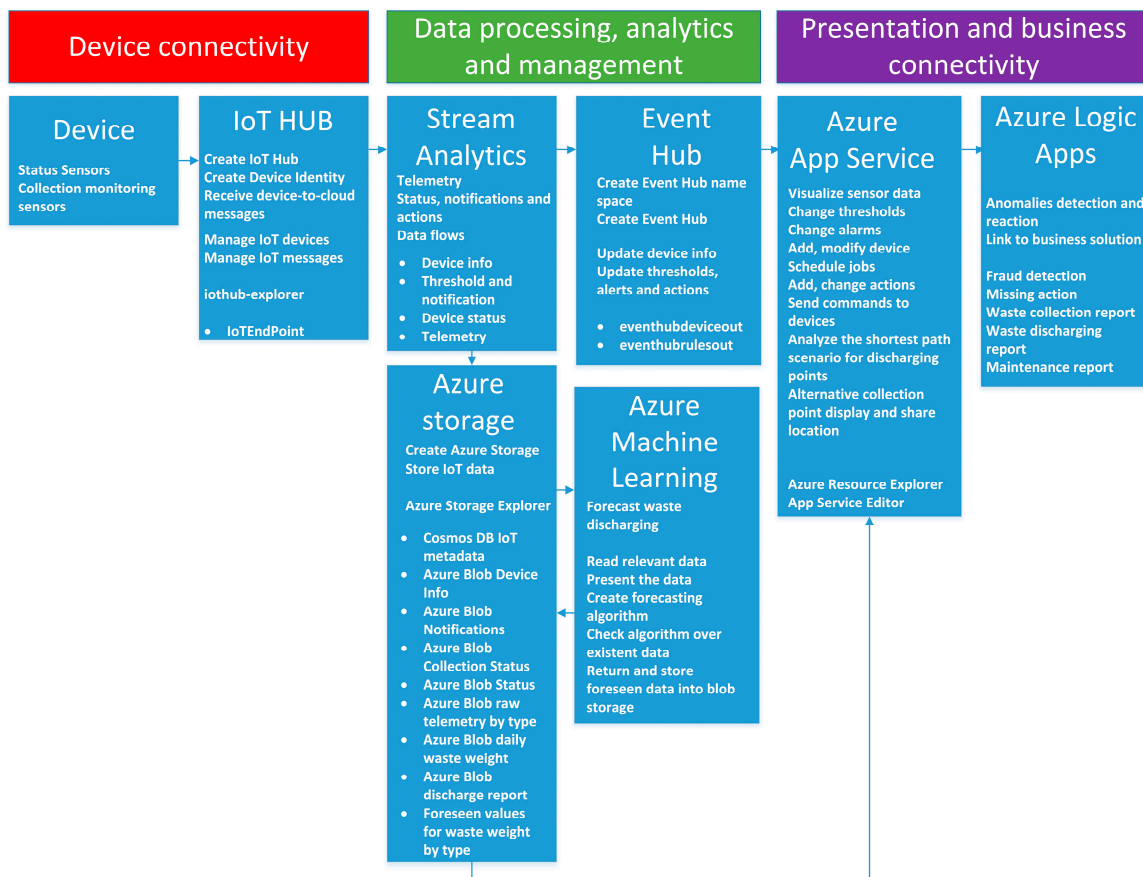 Device connectivity
Data processing, analytics
and management
Presentation and business
connectivity
Device
Status Sensors
Collection monitoring
sensors
IoT HUB
Create IoT Hub
Create Device Identity
Receive device-to-cloud
messages
Manage IoT devices
Manage IoT messages
iothub-explorer
• IoTEndPoint
Stream
Analytics
Telemetry
Status, notifications and
actions
Data flows
• Device info
• Threshold and
notification
• Device status
• Telemetry
Event
Hub
Create Event Hub name
space
Create Event Hub
Update device info
Update thresholds,
alerts and actions
• eventhubdeviceout
• eventhubrulesout
Azure
App Service
Visualize sensor data
Change thresholds
Change alarms
Add, modify device
Schedule jobs
Add, change actions
Send commands to
devices
Analyze the shortest path
scenario for discharging
points
Alternative collection
point display and share
location
Azure Resource Explorer
App Service Editor
Azure Logic
Apps
Anomalies detection and
reaction
Link to business solution
Fraud detection
Missing action
Waste collection report
Waste discharging
report
Maintenance report
Azure
storage
Create Azure Storage
Store IoT data
Azure Storage Explorer
• Cosmos DB IoT
metadata
• Azure Blob Device
Info
• Azure Blob
Notifications
• Azure Blob
Collection Status
• Azure Blob Status
• Azure Blob raw
telemetry by type
• Azure Blob daily
waste weight
• Azure Blob
discharge report
• Foreseen values
for waste weight
by type
Azure
Machine
Learning
Forecast waste
discharging
Read relevant data
Present the data
Create forecasting
algorithm
Check algorithm over
existent data
Return and store
foreseen data into blob
storage